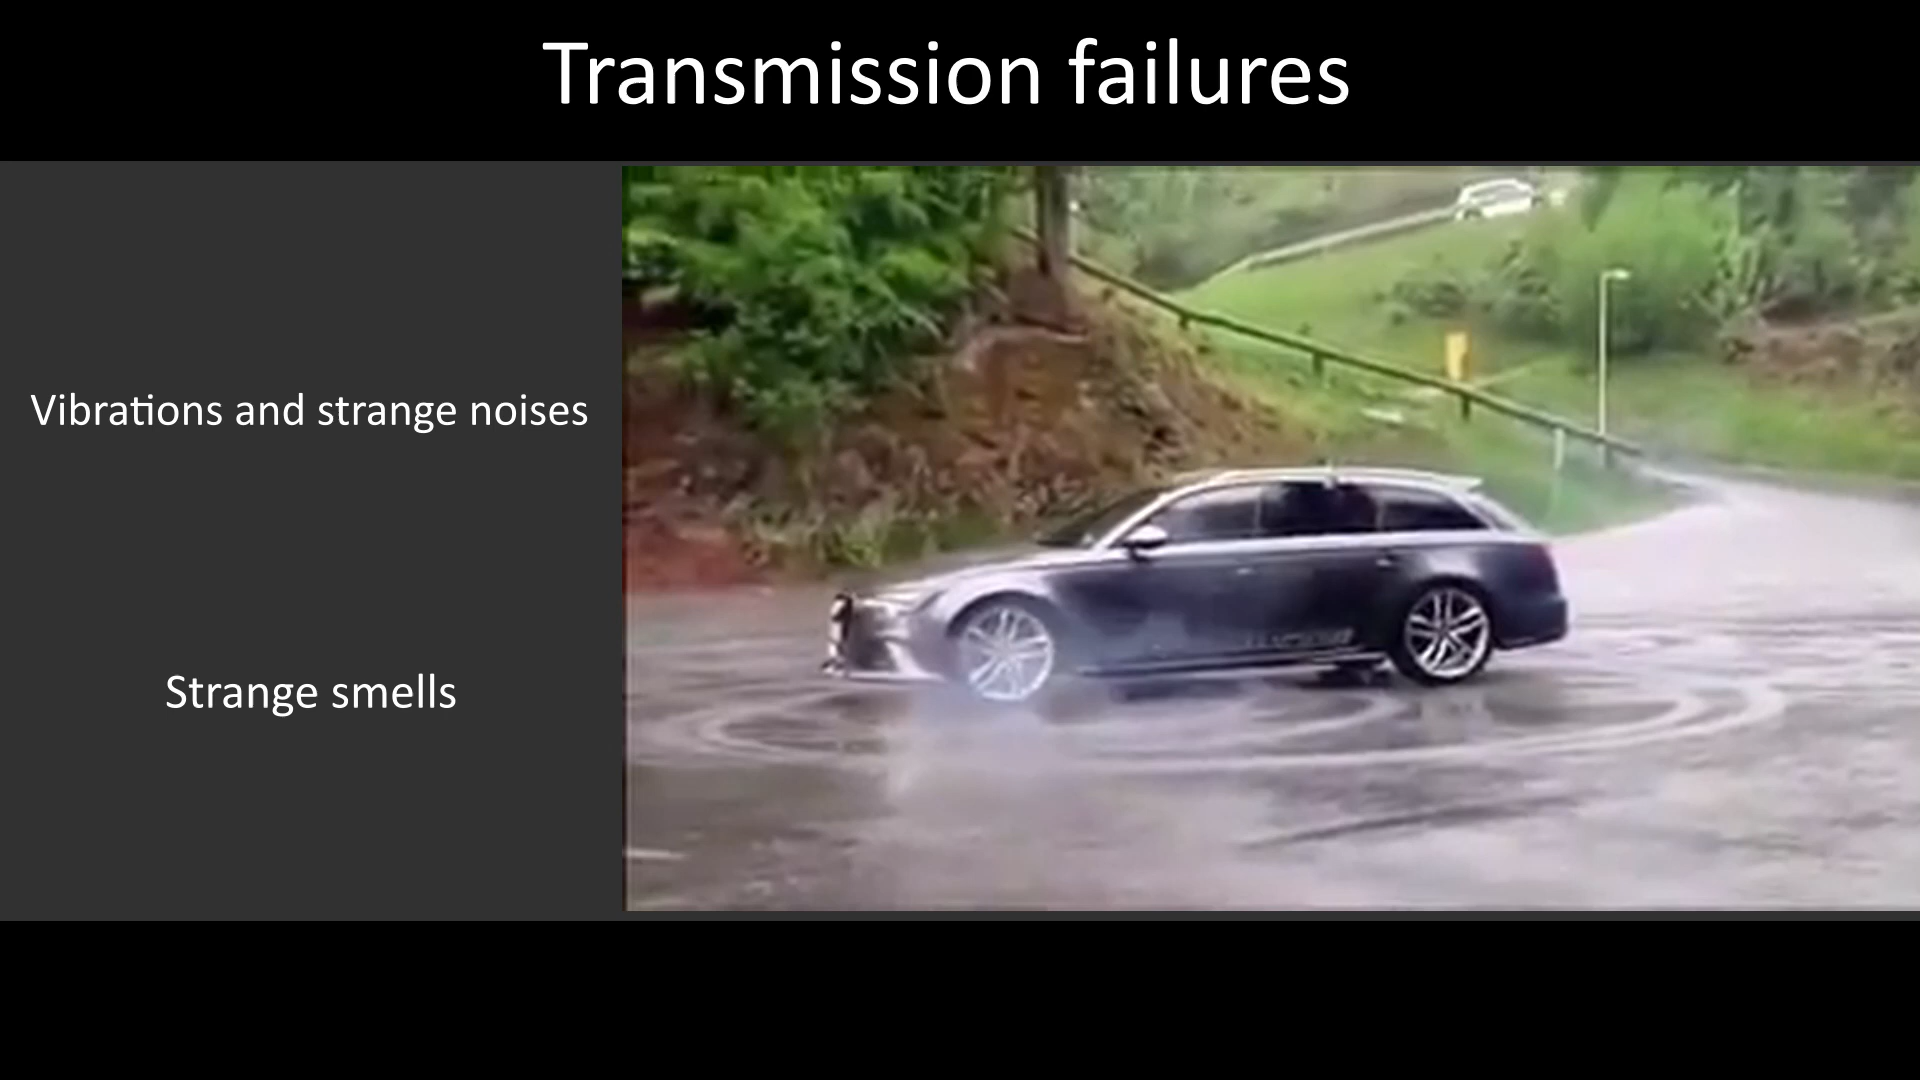 Transmission failures
Vibrations and strange noises
Strange smells